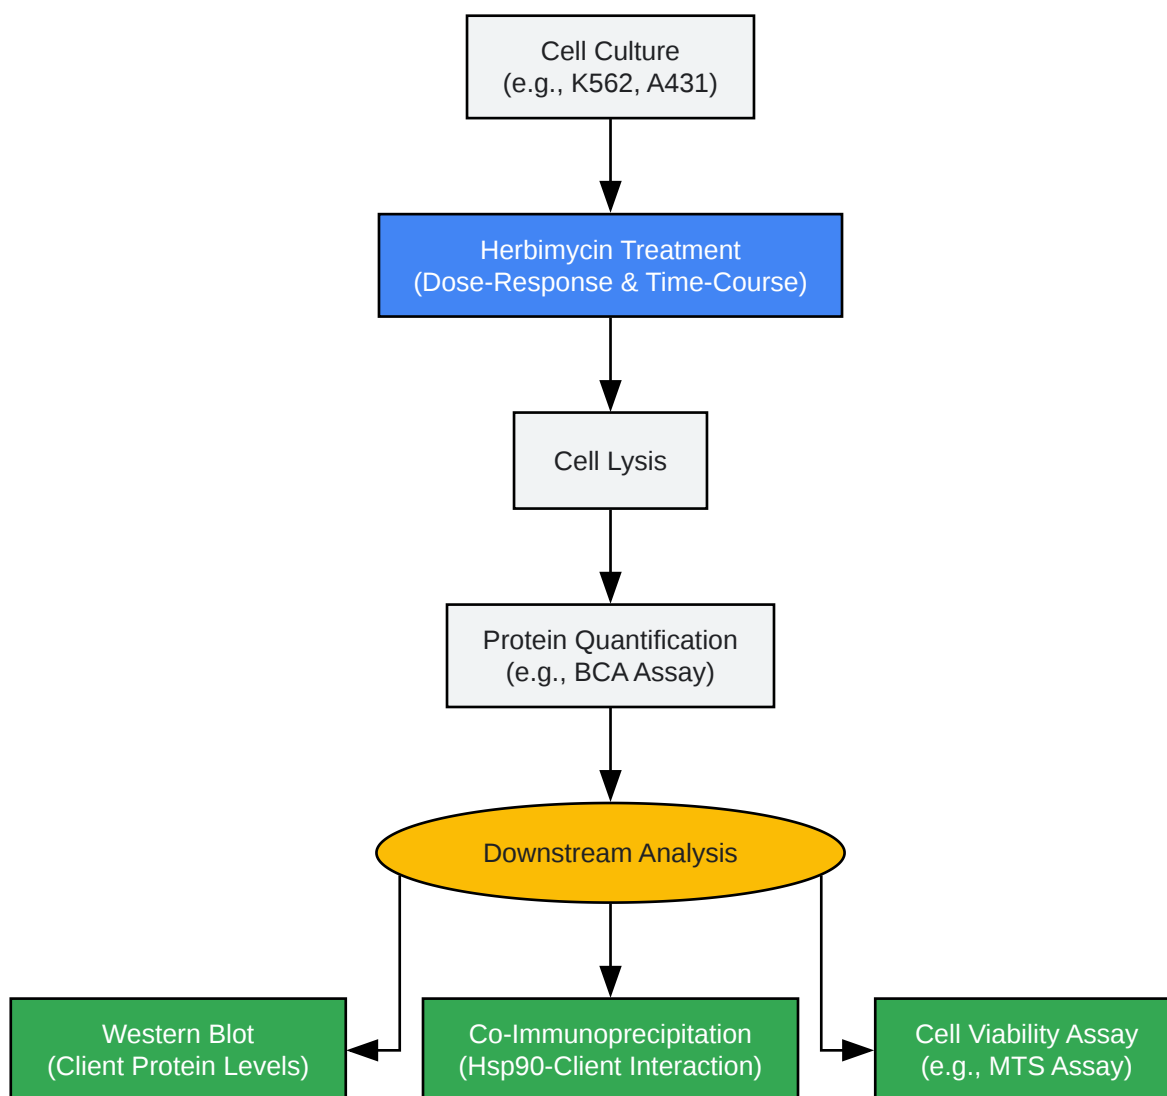 Cell Culture
(e.g., K562, A431)
Herbimycin Treatment
(Dose-Response & Time-Course)
Cell Lysis
Protein Quantification
(e.g., BCA Assay)
Downstream Analysis
Western Blot
(Client Protein Levels)
Co-Immunoprecipitation
(Hsp90-Client Interaction)
Cell Viability Assay
(e.g., MTS Assay)